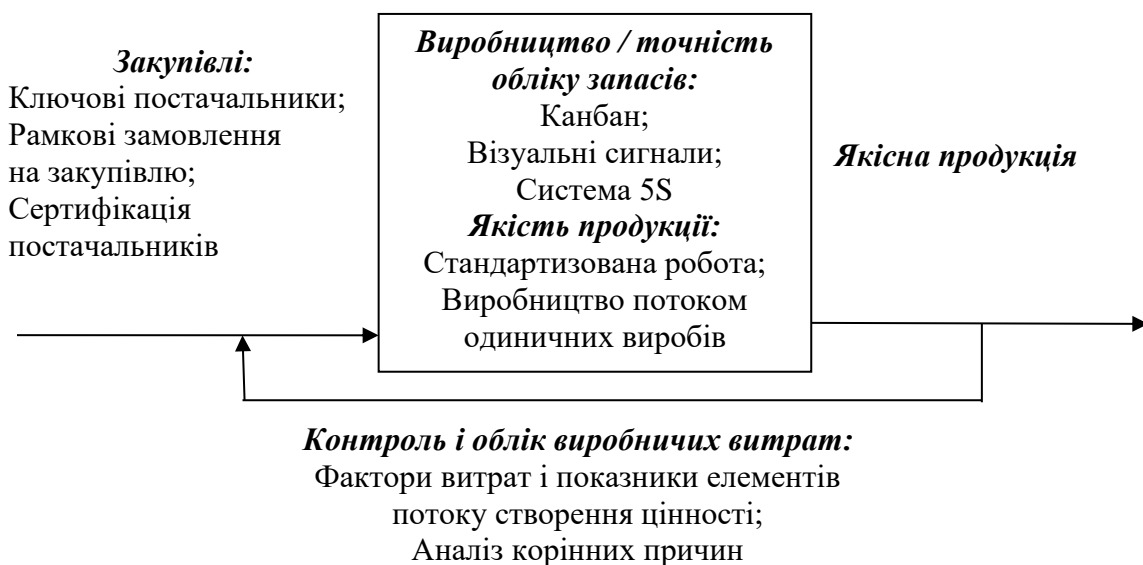 Закупівлі:
Ключові постачальники;
Рамкові замовлення
на закупівлю;
Сертифікація
постачальників
Виробництво / точність
обліку запасів:
Канбан;
Візуальні сигнали;
Система 5S
Якість продукції:
Стандартизована робота;
Виробництво потоком
одиничних виробів
Якісна продукція
Контроль і облік виробничих витрат:
Фактори витрат і показники елементів
потоку створення цінності;
Аналіз корінних причин